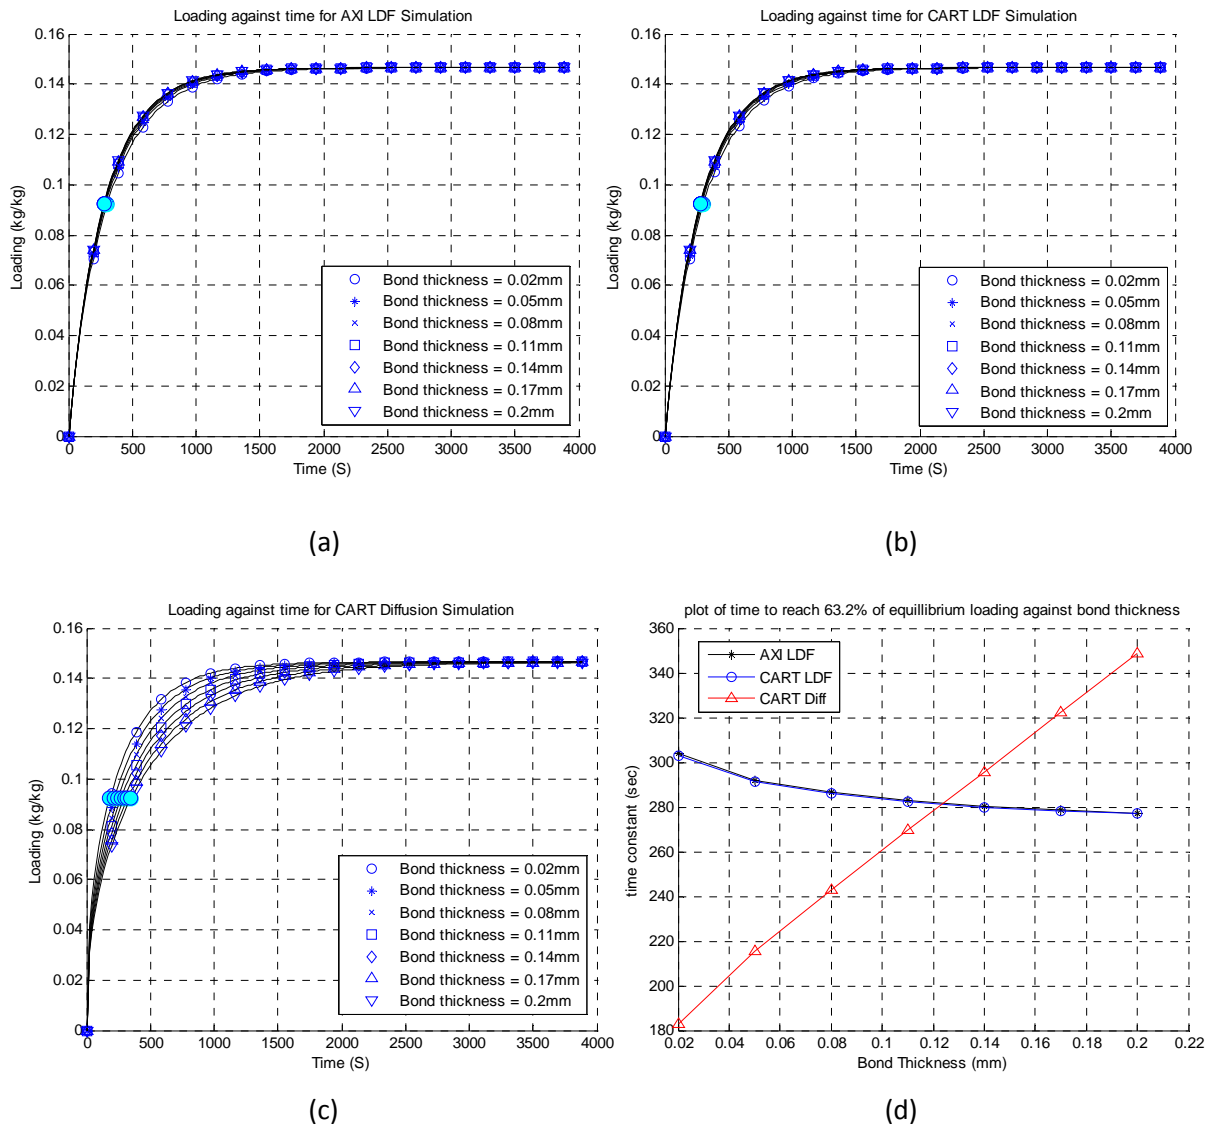 Loading against time for AXI LDF Simulation
0.16
0.14
0.12
0.1
0.08
0.06
0.04
0.02
0
Loading (kg/kg)
Bond thickness = 0.02mm
Bond thickness = 0.05mm
Bond thickness = 0.08mm
Bond thickness = 0.11mm
Bond thickness = 0.14mm
Bond thickness = 0.17mm
Bond thickness = 0.2mm
0 500 1000 1500 2000 2500 3000 3500 4000
Time (S)
(a)
Loading against time for CART LDF Simulation
0.16
0.14
0.12
0.1
0.08
0.06
0.04
0.02
0
Loading (kg/kg)
Bond thickness = 0.02mm
Bond thickness = 0.05mm
Bond thickness = 0.08mm
Bond thickness = 0.11mm
Bond thickness = 0.14mm
Bond thickness = 0.17mm
Bond thickness = 0.2mm
0 500 1000 1500 2000 2500 3000 3500 4000
Time (S)
(b)
Loading against time for CART Diffusion Simulation
0.16
0.14
0.12
0.1
0.08
0.06
0.04
0.02
0
Loading (kg/kg)
Bond thickness = 0.02mm
Bond thickness = 0.05mm
Bond thickness = 0.08mm
Bond thickness = 0.11mm
Bond thickness = 0.14mm
Bond thickness = 0.17mm
Bond thickness = 0.2mm
0 500 1000 1500 2000 2500 3000 3500 4000
Time (S)
(c)
plot of time to reach 63.2% of equillibrium loading against bond thickness
360
340
320
300
280
260
240
220
200
180
time constant (sec)
AXI LDF
CART LDF
CART Diff
0.02 0.04 0.06 0.08 0.1 0.12 0.14 0.16 0.18 0.2 0.22
Bond Thickness (mm)
(d)